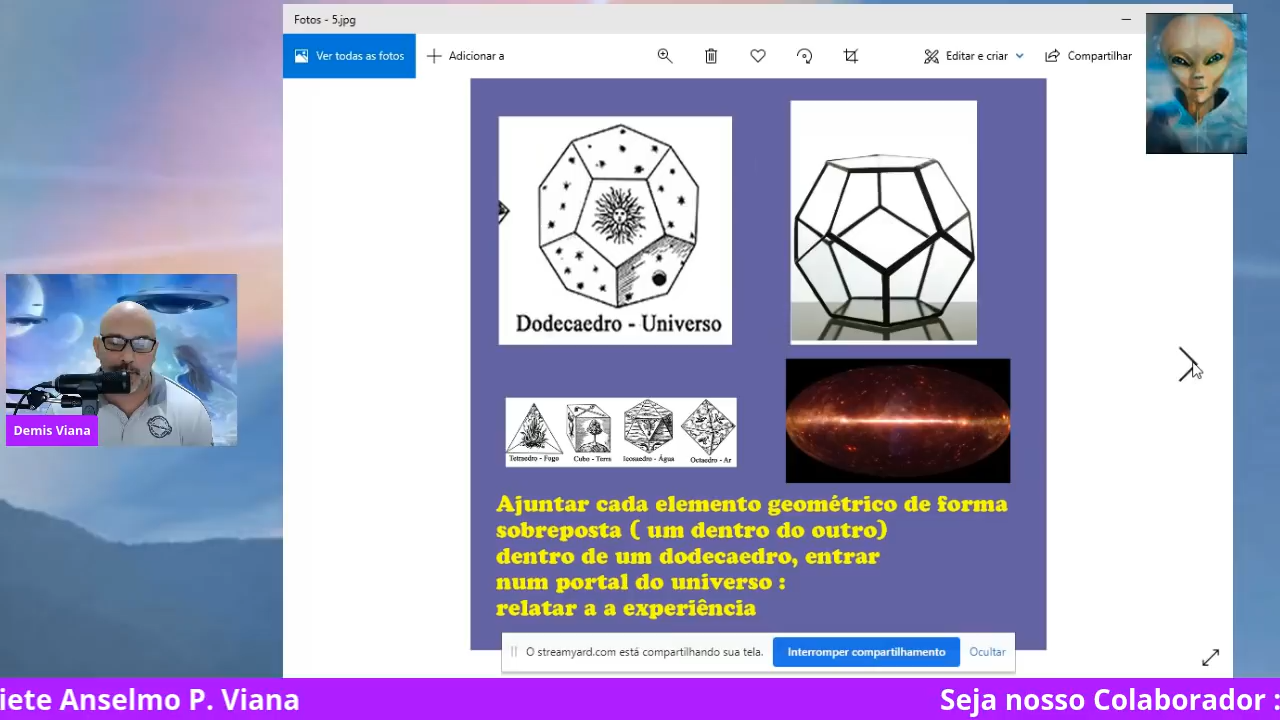 Fotos - 5.jpg
Ver todas as fotos
Adicionar a
Editar e criar
Compartilhar
Dodecaedro - Universo
Tetraedro - Fogo
Cubo - Terra
Icosaedro - Água
Octaedro - Ar
Ajuntar cada elemento geométrico de forma
sobreposta ( um dentro do outro)
dentro de um dodecaedro, entrar
num portal do universo :
relatar a a experiência
Demis Viana
O streamyard.com está compartilhando sua tela.
Interromper compartilhamento
Ocultar
iete Anselmo P. Viana
Seja nosso Colaborador :